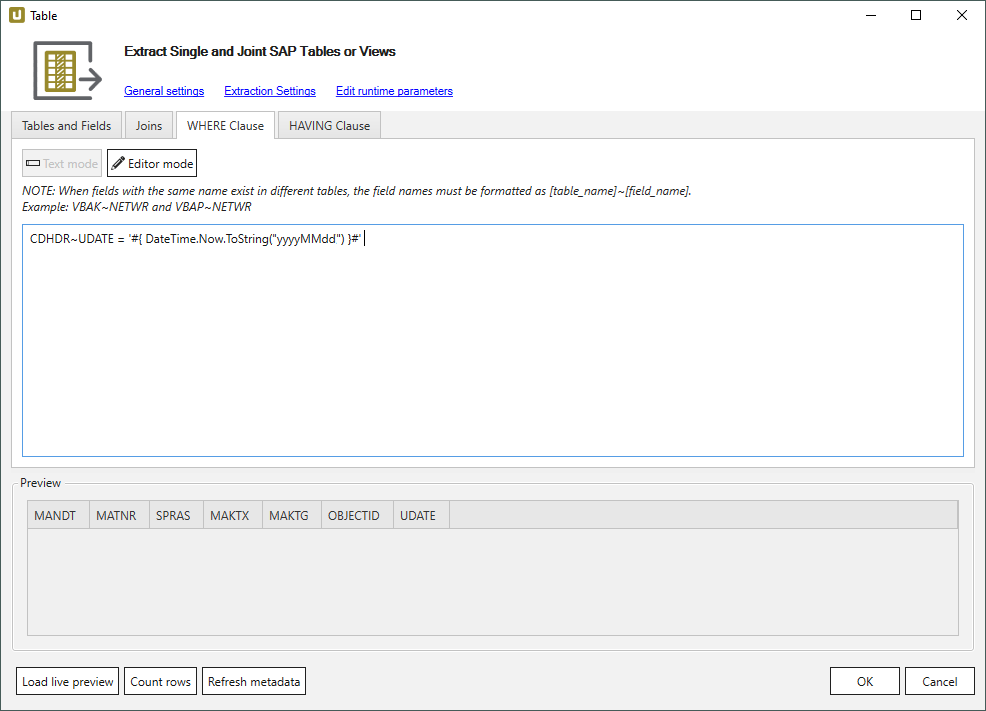 Table
Extract Single and Joint SAP Tables or Views
General settings Extraction Settings Edit runtime parameters
Tables and Fields Joins WHERE Clause HAVING Clause
Text mode Editor mode
NOTE: When fields with the same name exist in different tables, the field names must be formatted as [table_name]~[field_name].
Example: VBAK~NETWR and VBAP~NETWR
CDHDR~UDATE = '#{ DateTime.Now.ToString("yyyyMMdd") }#'
Preview
MANDT MATNR SPRAS MAKTX MAKTG OBJECTID UDATE
Load live preview Count rows Refresh metadata OK Cancel